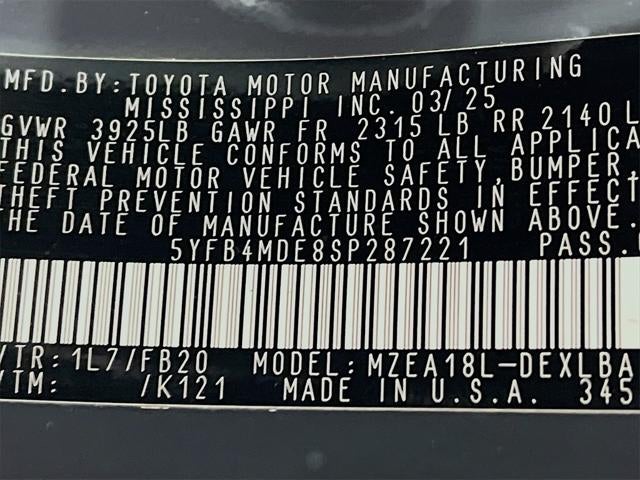 MFD. BY: TOYOTA MOTOR MANUFACTURING
MISSISSIPPI INC. 03/25
GVWR 3925LB GAWR FR 2315 LB RR 2140 L
THIS VEHICLE CONFORMS TO ALL APPLICA
FEDERAL MOTOR VEHICLE SAFETY, BUMPER,
THEFT PREVENTION STANDARDS IN EFFECT
THE DATE OF MANUFACTURE SHOWN ABOVE.
5YFB4MDE8SP287221 PASS.
/TR: 1L7/FB20 MODEL: MZEA18L-DEXLBA
/TM: /K121 MADE IN U.S.A. 345